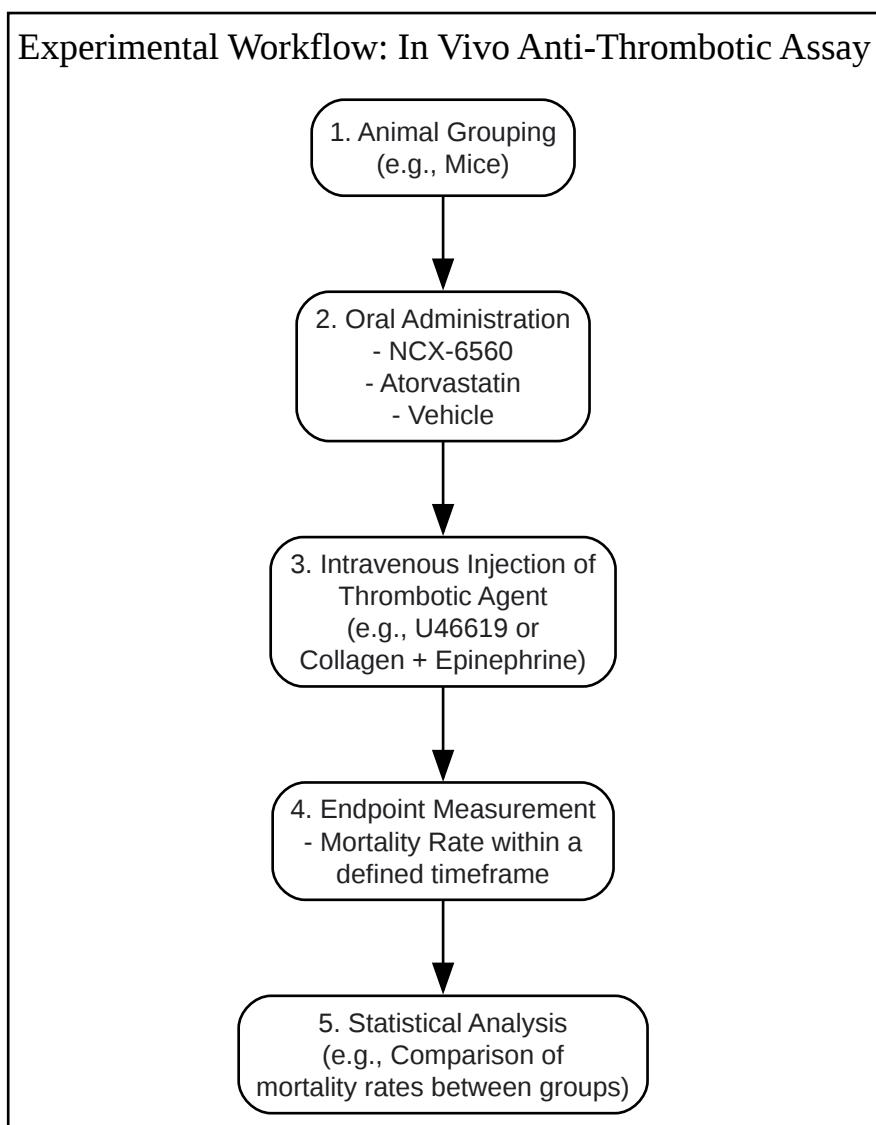 Experimental Workflow: In Vivo Anti-Thrombotic Assay
1. Animal Grouping
(e.g., Mice)
2. Oral Administration
- NCX-6560
- Atorvastatin
- Vehicle
3. Intravenous Injection of
Thrombotic Agent
(e.g., U46619 or
Collagen + Epinephrine)
4. Endpoint Measurement
- Mortality Rate within a
defined timeframe
5. Statistical Analysis
(e.g., Comparison of
mortality rates between groups)